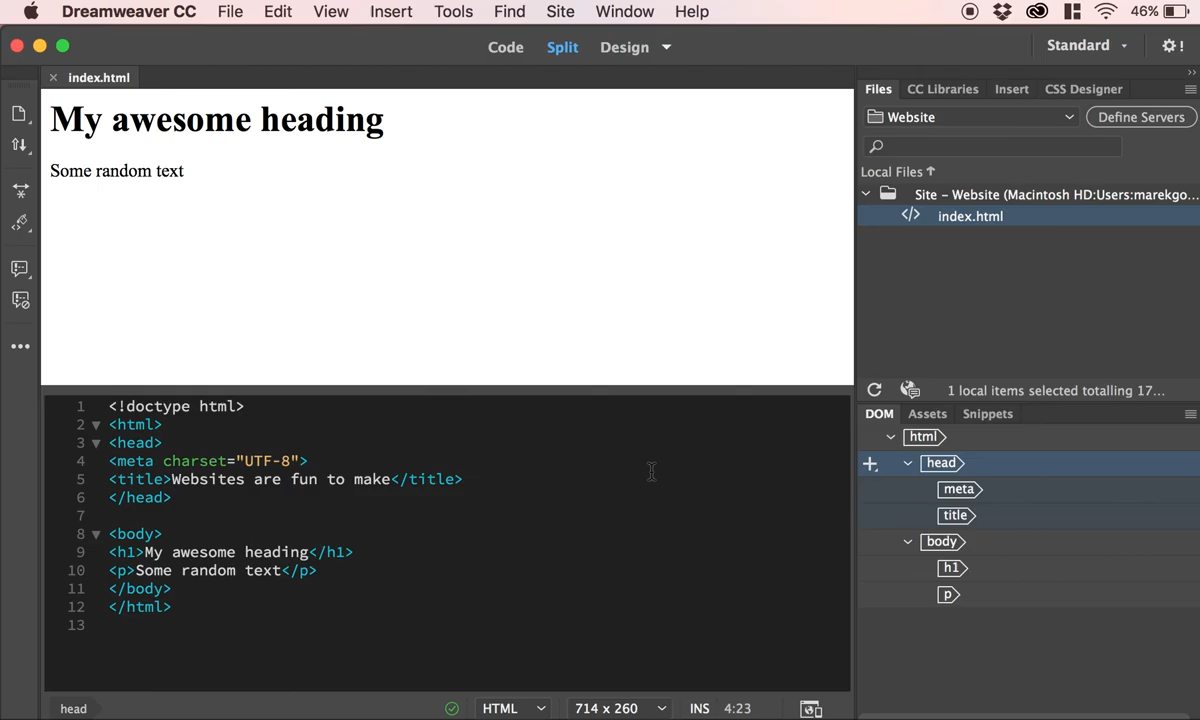 Dreamweaver CC File Edit View Insert Tools Find Site Window Help 46%
Code Split Design Standard
index.html
My awesome heading
Some random text
1 <!doctype html>
2 <html>
3 <head>
4 <meta charset="UTF-8">
5 <title>Websites are fun to make</title>
6 </head>
7
8 <body>
9 <h1>My awesome heading</h1>
10 <p>Some random text</p>
11 </body>
12 </html>
13
head HTML 714 x 260 INS 4:23
Files CC Libraries Insert CSS Designer
Website Define Servers
Local Files
Site – Website (Macintosh HD:Users:marekgo...
index.html
1 local items selected totalling 17...
DOM Assets Snippets
html
head
meta
title
body
h1
p